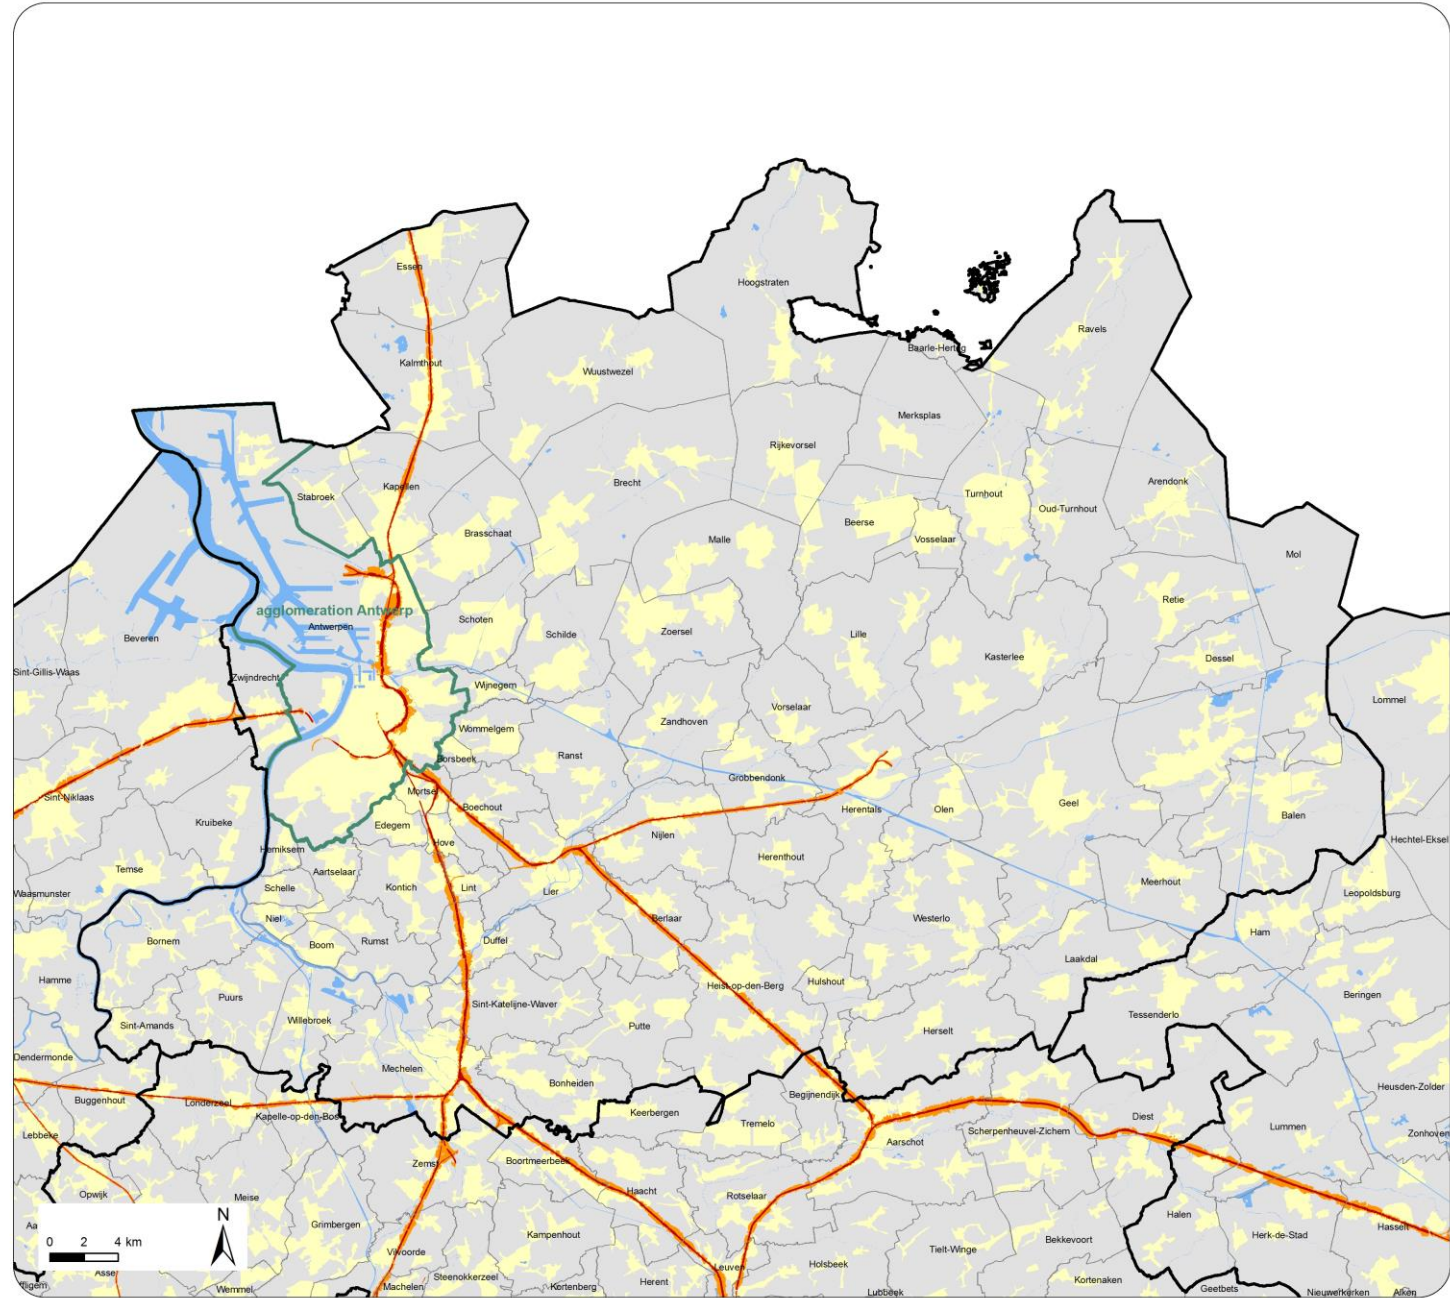 Essen
Hoogstraten
Ravels
Baarle-Hertog
Kalmthout
Wuustwezel
Merksplas
Rijkevorsel
Kapellen
Stabroek
Brecht
Turnhout
Arendonk
Oud-Turnhout
Beerse
Brasschaat
Malle
Vosselaar
Mol
Retie
agglomeration Antwerp
Antwerpen
Schoten
Beveren
Schilde
Zoersel
Lille
Kasterlee
Dessel
Sint-Gillis-Waas
Zwijndrecht
Wijnegem
Lommel
Vorselaar
Zandhoven
Wommelgem
Ranst
Borsbeek
Grobbendonk
Sint-Niklaas
Mortsel
Boechout
Herentals
Olen
Geel
Balen
Kruibeke
Edegem
Nijlen
Hove
Hechtel-Eksel
Hemiksem
Herenthout
Temse
Aartselaar
Meerhout
Waasmunster
Schelle
Kontich
Lint
Lier
Leopoldsburg
Niel
Berlaar
Westerlo
Ham
Bornem
Boom
Rumst
Duffel
Laakdal
Hamme
Heist-op-den-Berg
Hulshout
Puurs
Beringen
Sint-Katelijne-Waver
Tessenderlo
Sint-Amands
Willebroek
Putte
Herselt
Dendermonde
Mechelen
Bonheiden
Heusden-Zolder
Buggenhout
Londerzeel
Kapelle-op-den-Bos
Keerbergen
Begijnendijk
Tremelo
Diest
Lummen
Lebbeke
Scherpenheuvel-Zichem
Zonhoven
Aarschot
Zemst
Boortmeerbeek
Opwijk
Meise
Haacht
Rotselaar
Halen
N
Grimbergen
Kampenhout
Bekkevoort
Herk-de-Stad
Hasselt
0 2 4 km
Vilvoorde
Tielt-Winge
Holsbeek
Leuven
Asse
Steenokkerzeel
Herent
Kortenaken
Wemmel
Machelen
Kortenberg
Lubbeek
Geetbets
Nieuwerkerken
Alken